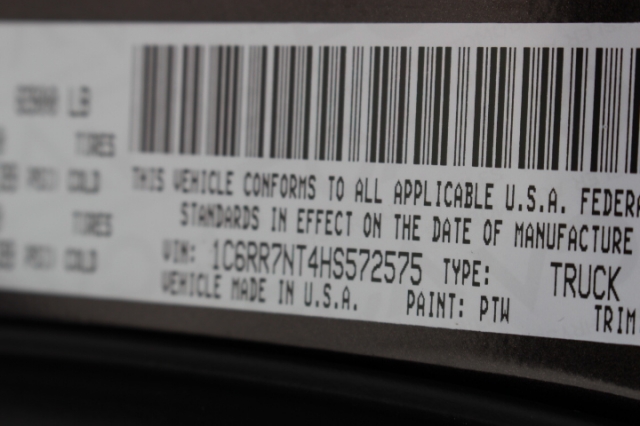 LB
TIRES
COLD
TIRES
COLD
THIS VEHICLE CONFORMS TO ALL APPLICABLE U.S.A. FEDERA
STANDARDS IN EFFECT ON THE DATE OF MANUFACTURE
VIN: 1C6RR7NT4HS572575 TYPE: TRUCK
VEHICLE MADE IN U.S.A. PAINT: PTW TRIM